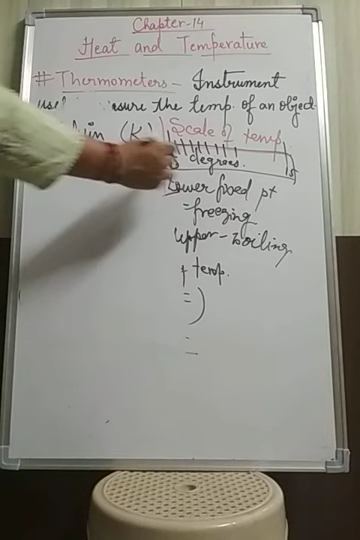 Chapter-14
Heat and Temperature
# Thermometers - Instrument
used the temp. of an object
(K) Scale of temp
degrees.
Lower fixed pt
= freezing
Upper - Boiling
+ temp.
= )
=